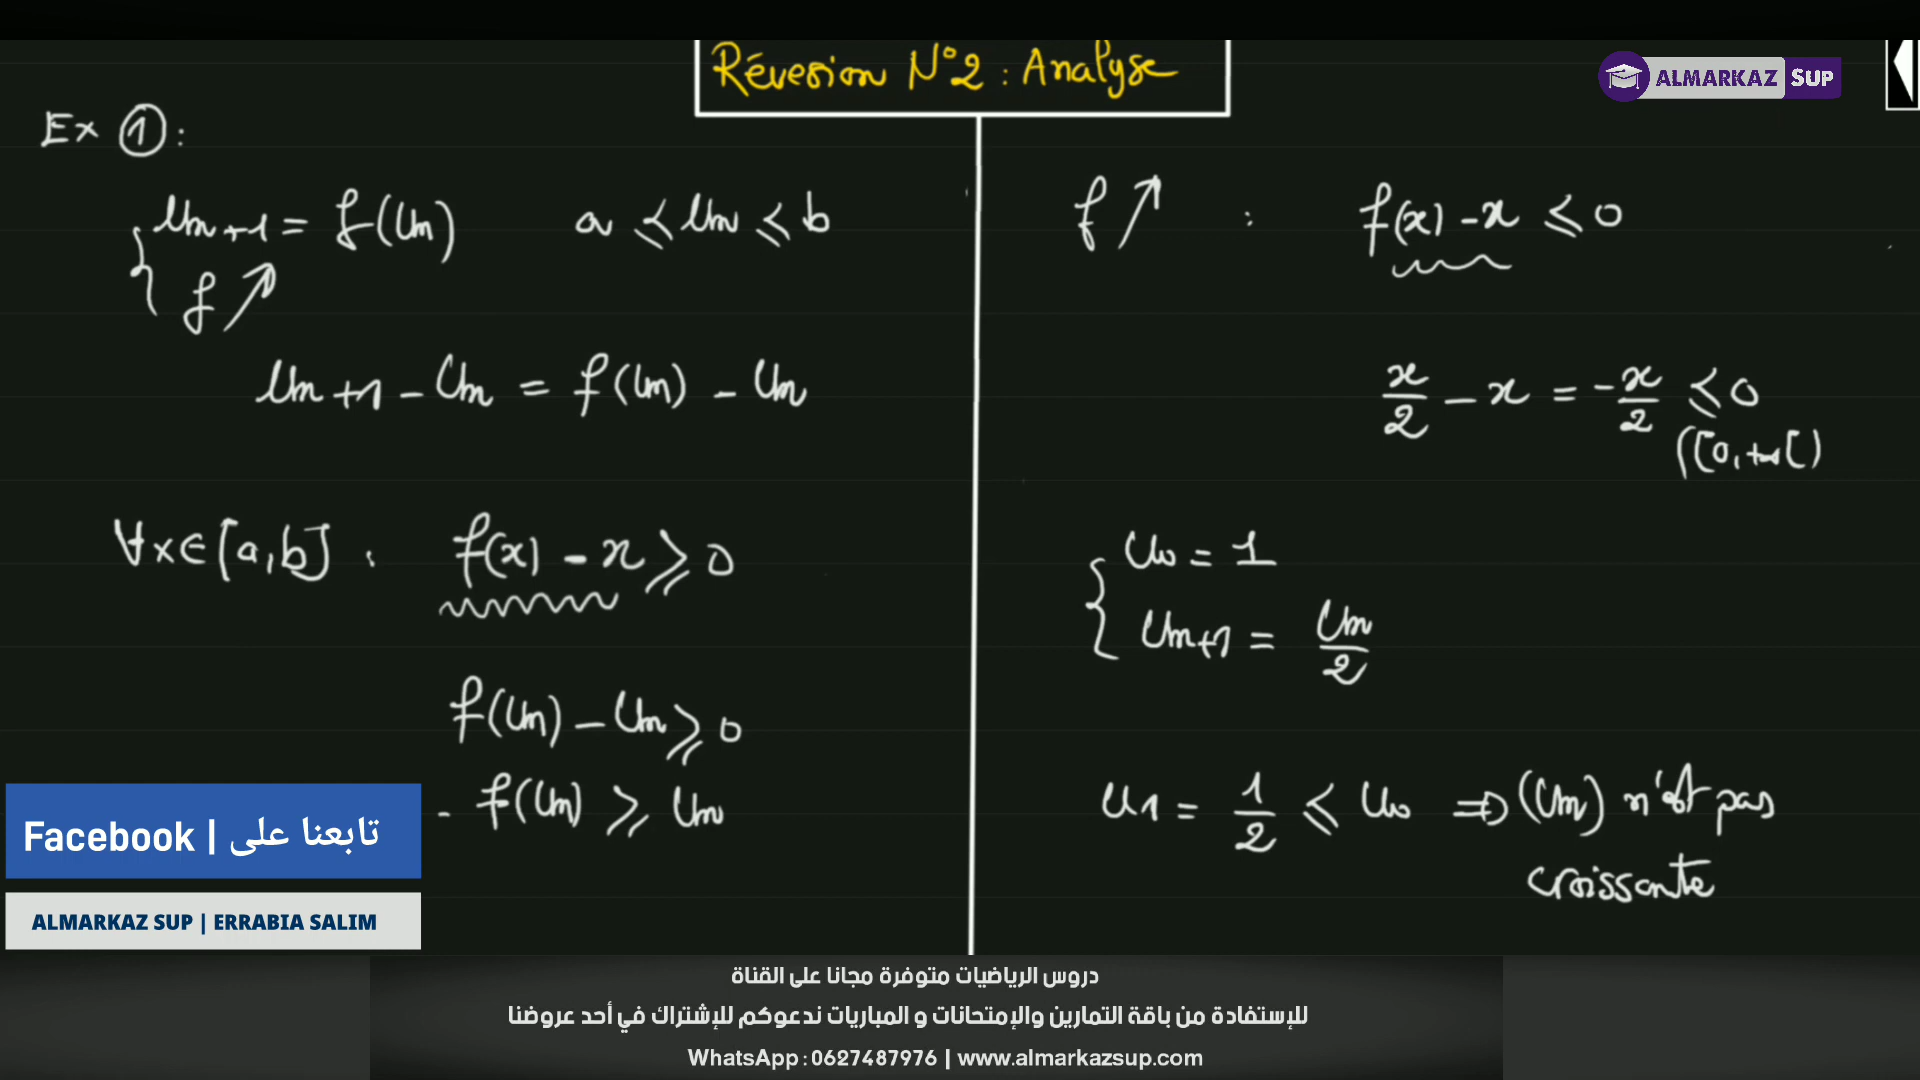 Révision N°2 : Analyse
ALMARKAZ SUP
Ex ① :
Un+1 = f(Un)   a ≤ Un ≤ b
f ↗
Un+1 - Un = f(Un) - Un
∀x∈[a,b] : f(x) - x ≥ 0
f(Un) - Un ≥ 0
- f(Un) ≥ Un
f ↗ : f(x) - x ≤ 0
x/2 - x = -x/2 ≤ 0
([0,+∞[)
U0 = 1
Un+1 = Un/2
U1 = 1/2 ≤ U0 ⇒ (Un) n'est pas
croissante
Facebook | تابعنا على
ALMARKAZ SUP | ERRABIA SALIM
دروس الرياضيات متوفرة مجانا على القناة
للإستفادة من باقة التمارين والإمتحانات و المباريات ندعوكم للإشتراك في أحد عروضنا
WhatsApp : 0627487976 | www.almarkazsup.com